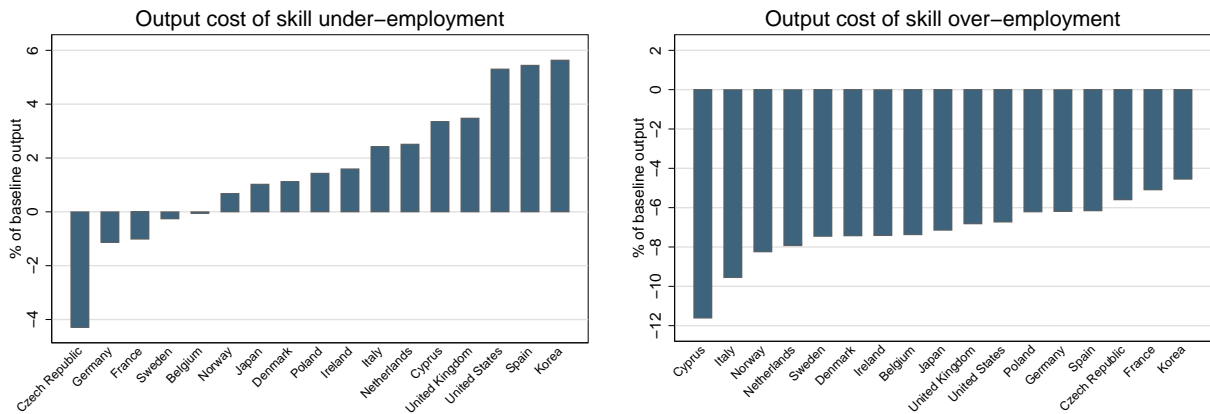 Output cost of skill under−employment
% of baseline output
6
4
2
0
−2
−4
Czech Republic
Germany
France
Sweden
Belgium
Norway
Japan
Denmark
Poland
Ireland
Italy
Netherlands
Cyprus
United Kingdom
United States
Spain
Korea
Output cost of skill over−employment
% of baseline output
2
0
−2
−4
−6
−8
−10
−12
Cyprus
Italy
Norway
Netherlands
Sweden
Denmark
Ireland
Belgium
Japan
United Kingdom
United States
Poland
Germany
Spain
Czech Republic
France
Korea